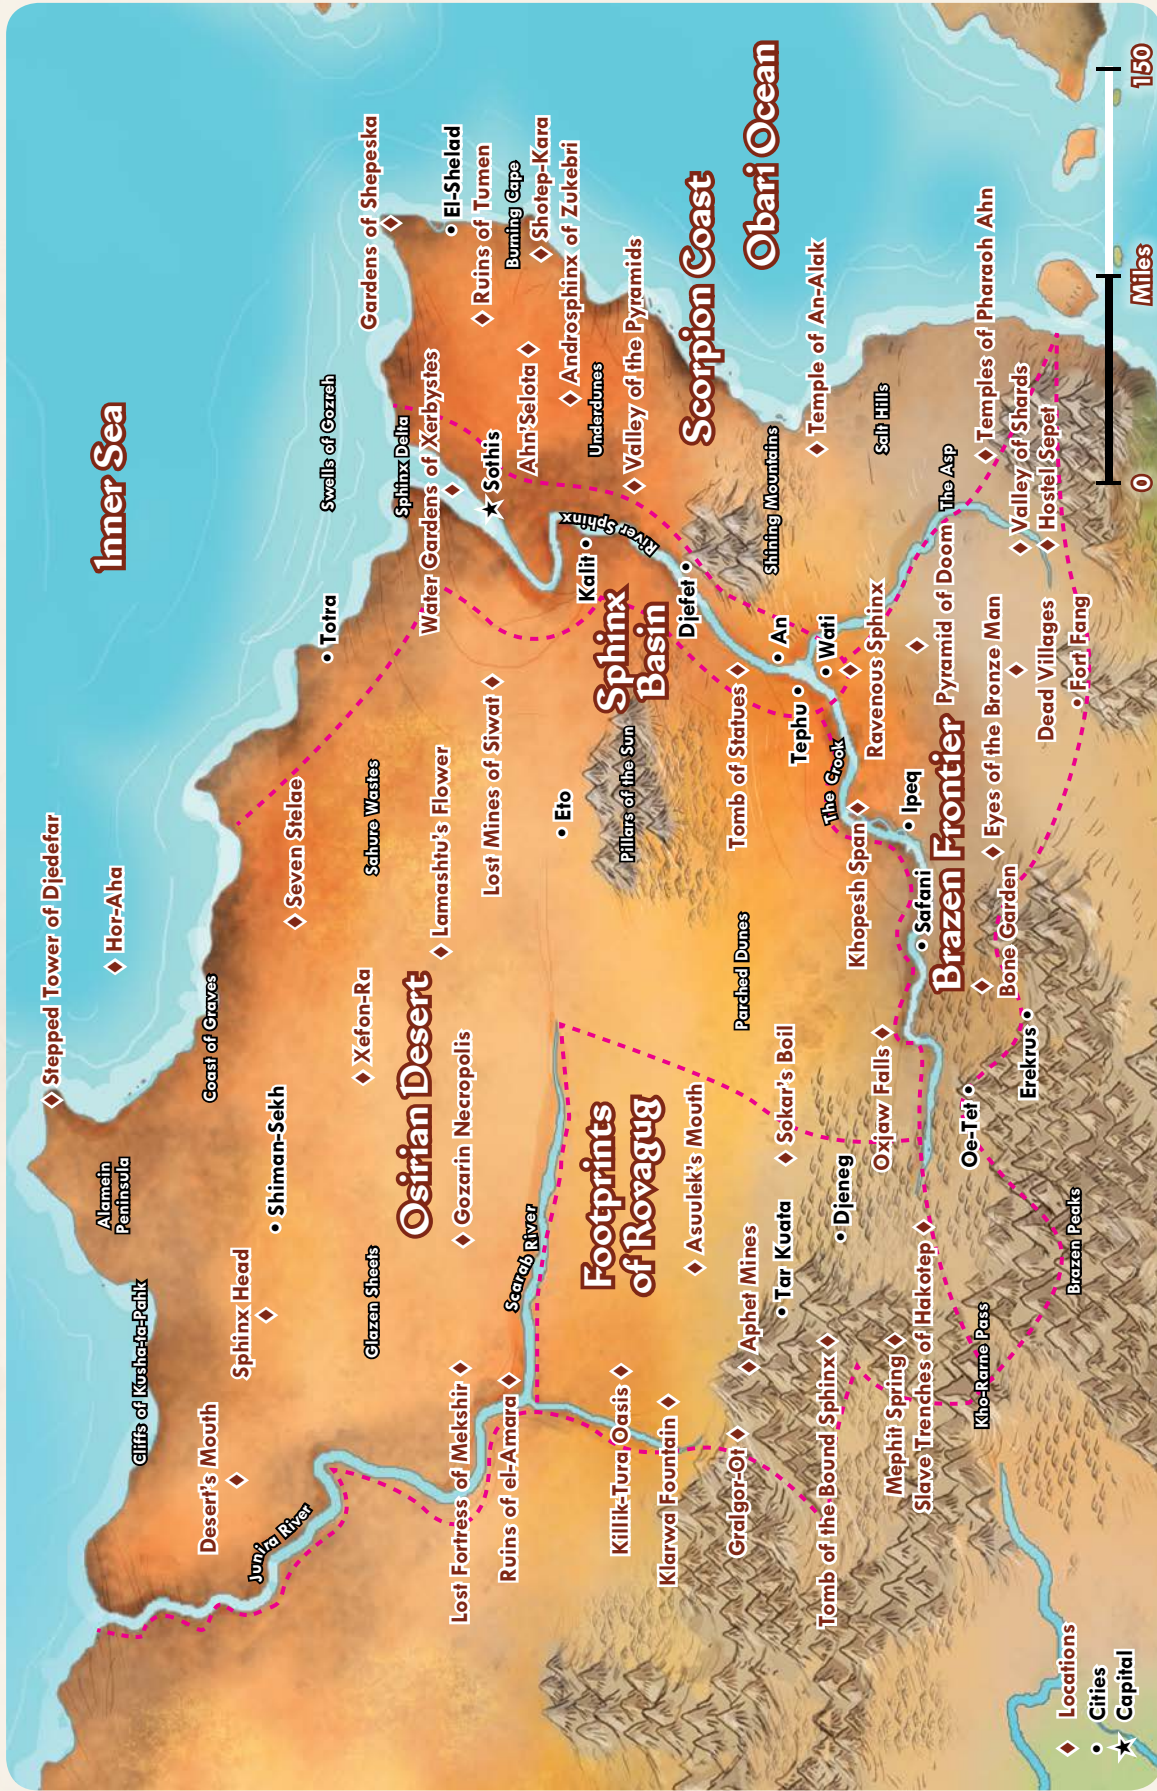 Inner Sea
Stepped Tower of Djedefar
Hor-Aha
Alamein
Peninsula
Cliffs of Kusha-ta-Pahk
Coast of Graves
Desert's Mouth
Sphinx Head
Shiman-Sekh
Junira River
Seven Stelae
Totra
Swells of Gozreh
Gardens of Shepeska
El-Shelad
Xefon-Ra
Sahure Wastes
Glazen Sheets
Osirian Desert
Sphinx Delta
Water Gardens of Xerbystes
Lamashtu's Flower
Gozarin Necropolis
Lost Fortress of Mekshir
Lost Mines of Siwat
Sothis
Ruins of Tumen
Burning Cape
Shotep-Kara
Ahn'Selota
Androsphinx of Zukebri
Ruins of el-Amara
Scarab River
Eto
Kalit
River Sphinx
Underdunes
Valley of the Pyramids
Footprints
of Rovagug
Sphinx
Basin
Pillars of the Sun
Killik-Tura Oasis
Klarwa Fountain
Asuulek's Mouth
Djefet
Scorpion Coast
Obari Ocean
Gralgor-Ot
Aphet Mines
Parched Dunes
Tomb of Statues
Shining Mountains
Tar Kuata
Sokar's Boil
Tephu
An
Wati
Temple of An-Alak
Tomb of the Bound Sphinx
Djeneg
The Crook
Khopesh Span
Ravenous Sphinx
Salt Hills
Mephit Spring
Slave Trenches of Hakotep
Oxjaw Falls
Safani
Ipeq
Brazen Frontier
Pyramid of Doom
The Asp
Temples of Pharaoh Ahn
Kho-Rarne Pass
Oe-Tet
Bone Garden
Eyes of the Bronze Man
Valley of Shards
Hostel Sepet
Erekrus
Dead Villages
Fort Fang
Brazen Peaks
Locations
Cities
Capital
0
Miles
150